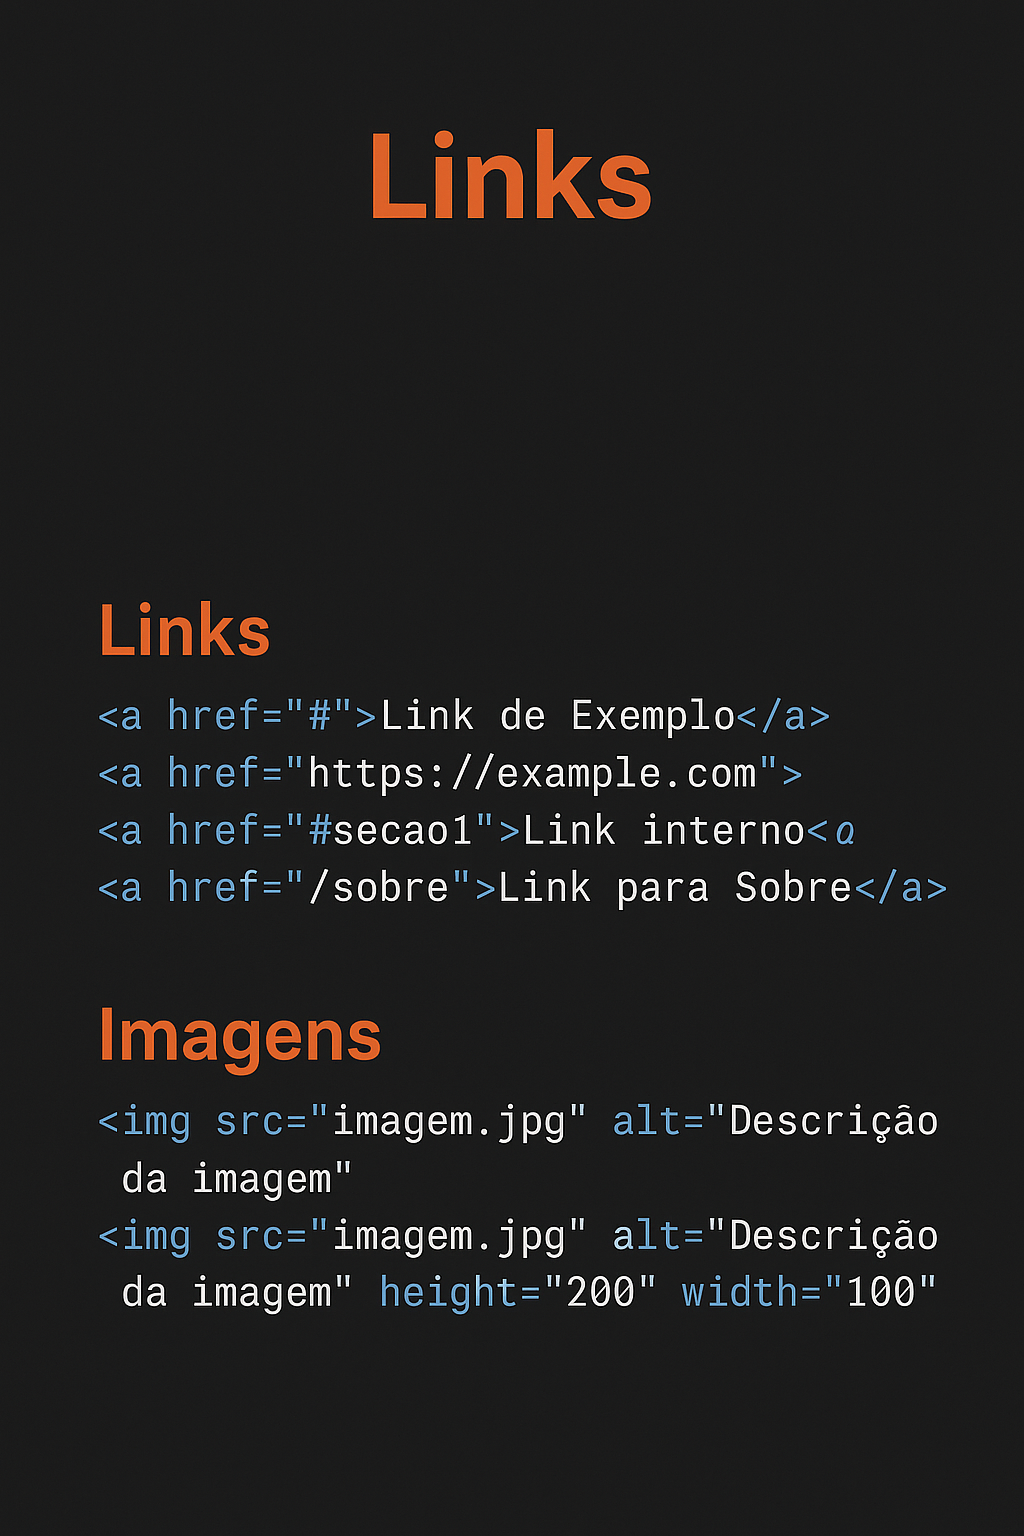 Links
Links
<a href="#">Link de Exemplo</a>
<a href="https://example.com">
<a href="#secao1">Link interno<a
<a href="/sobre">Link para Sobre</a>
Imagens
<img src="imagem.jpg" alt="Descrição
da imagem"
<img src="imagem.jpg" alt="Descrição
da imagem" height="200" width="100"